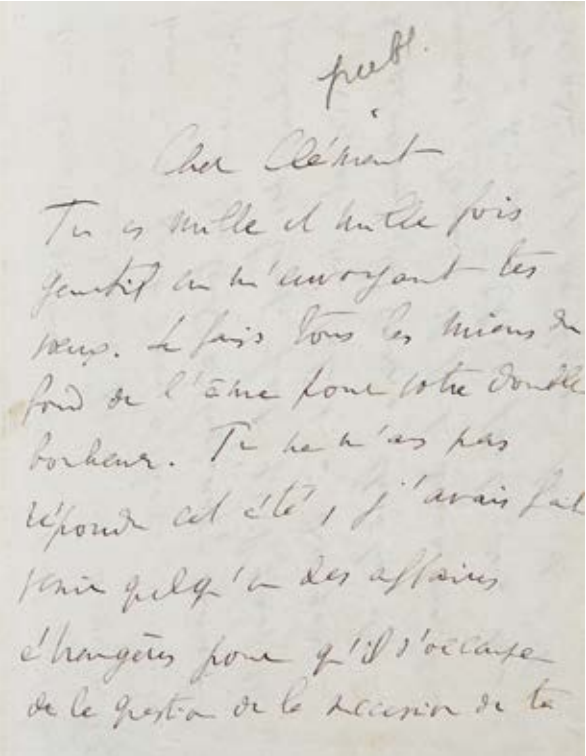 publ.
Cher Clément
Tu es mille et mille fois
gentil en m'envoyant tes
vœux. Je fais tous les miens du
fond de l'âme pour votre double
bonheur. Tu ne m'as pas
répondu cet été, j'avais fait
venir quelqu'un des affaires
étrangères pour qu'il s'occupe
de la question de la succession de ta